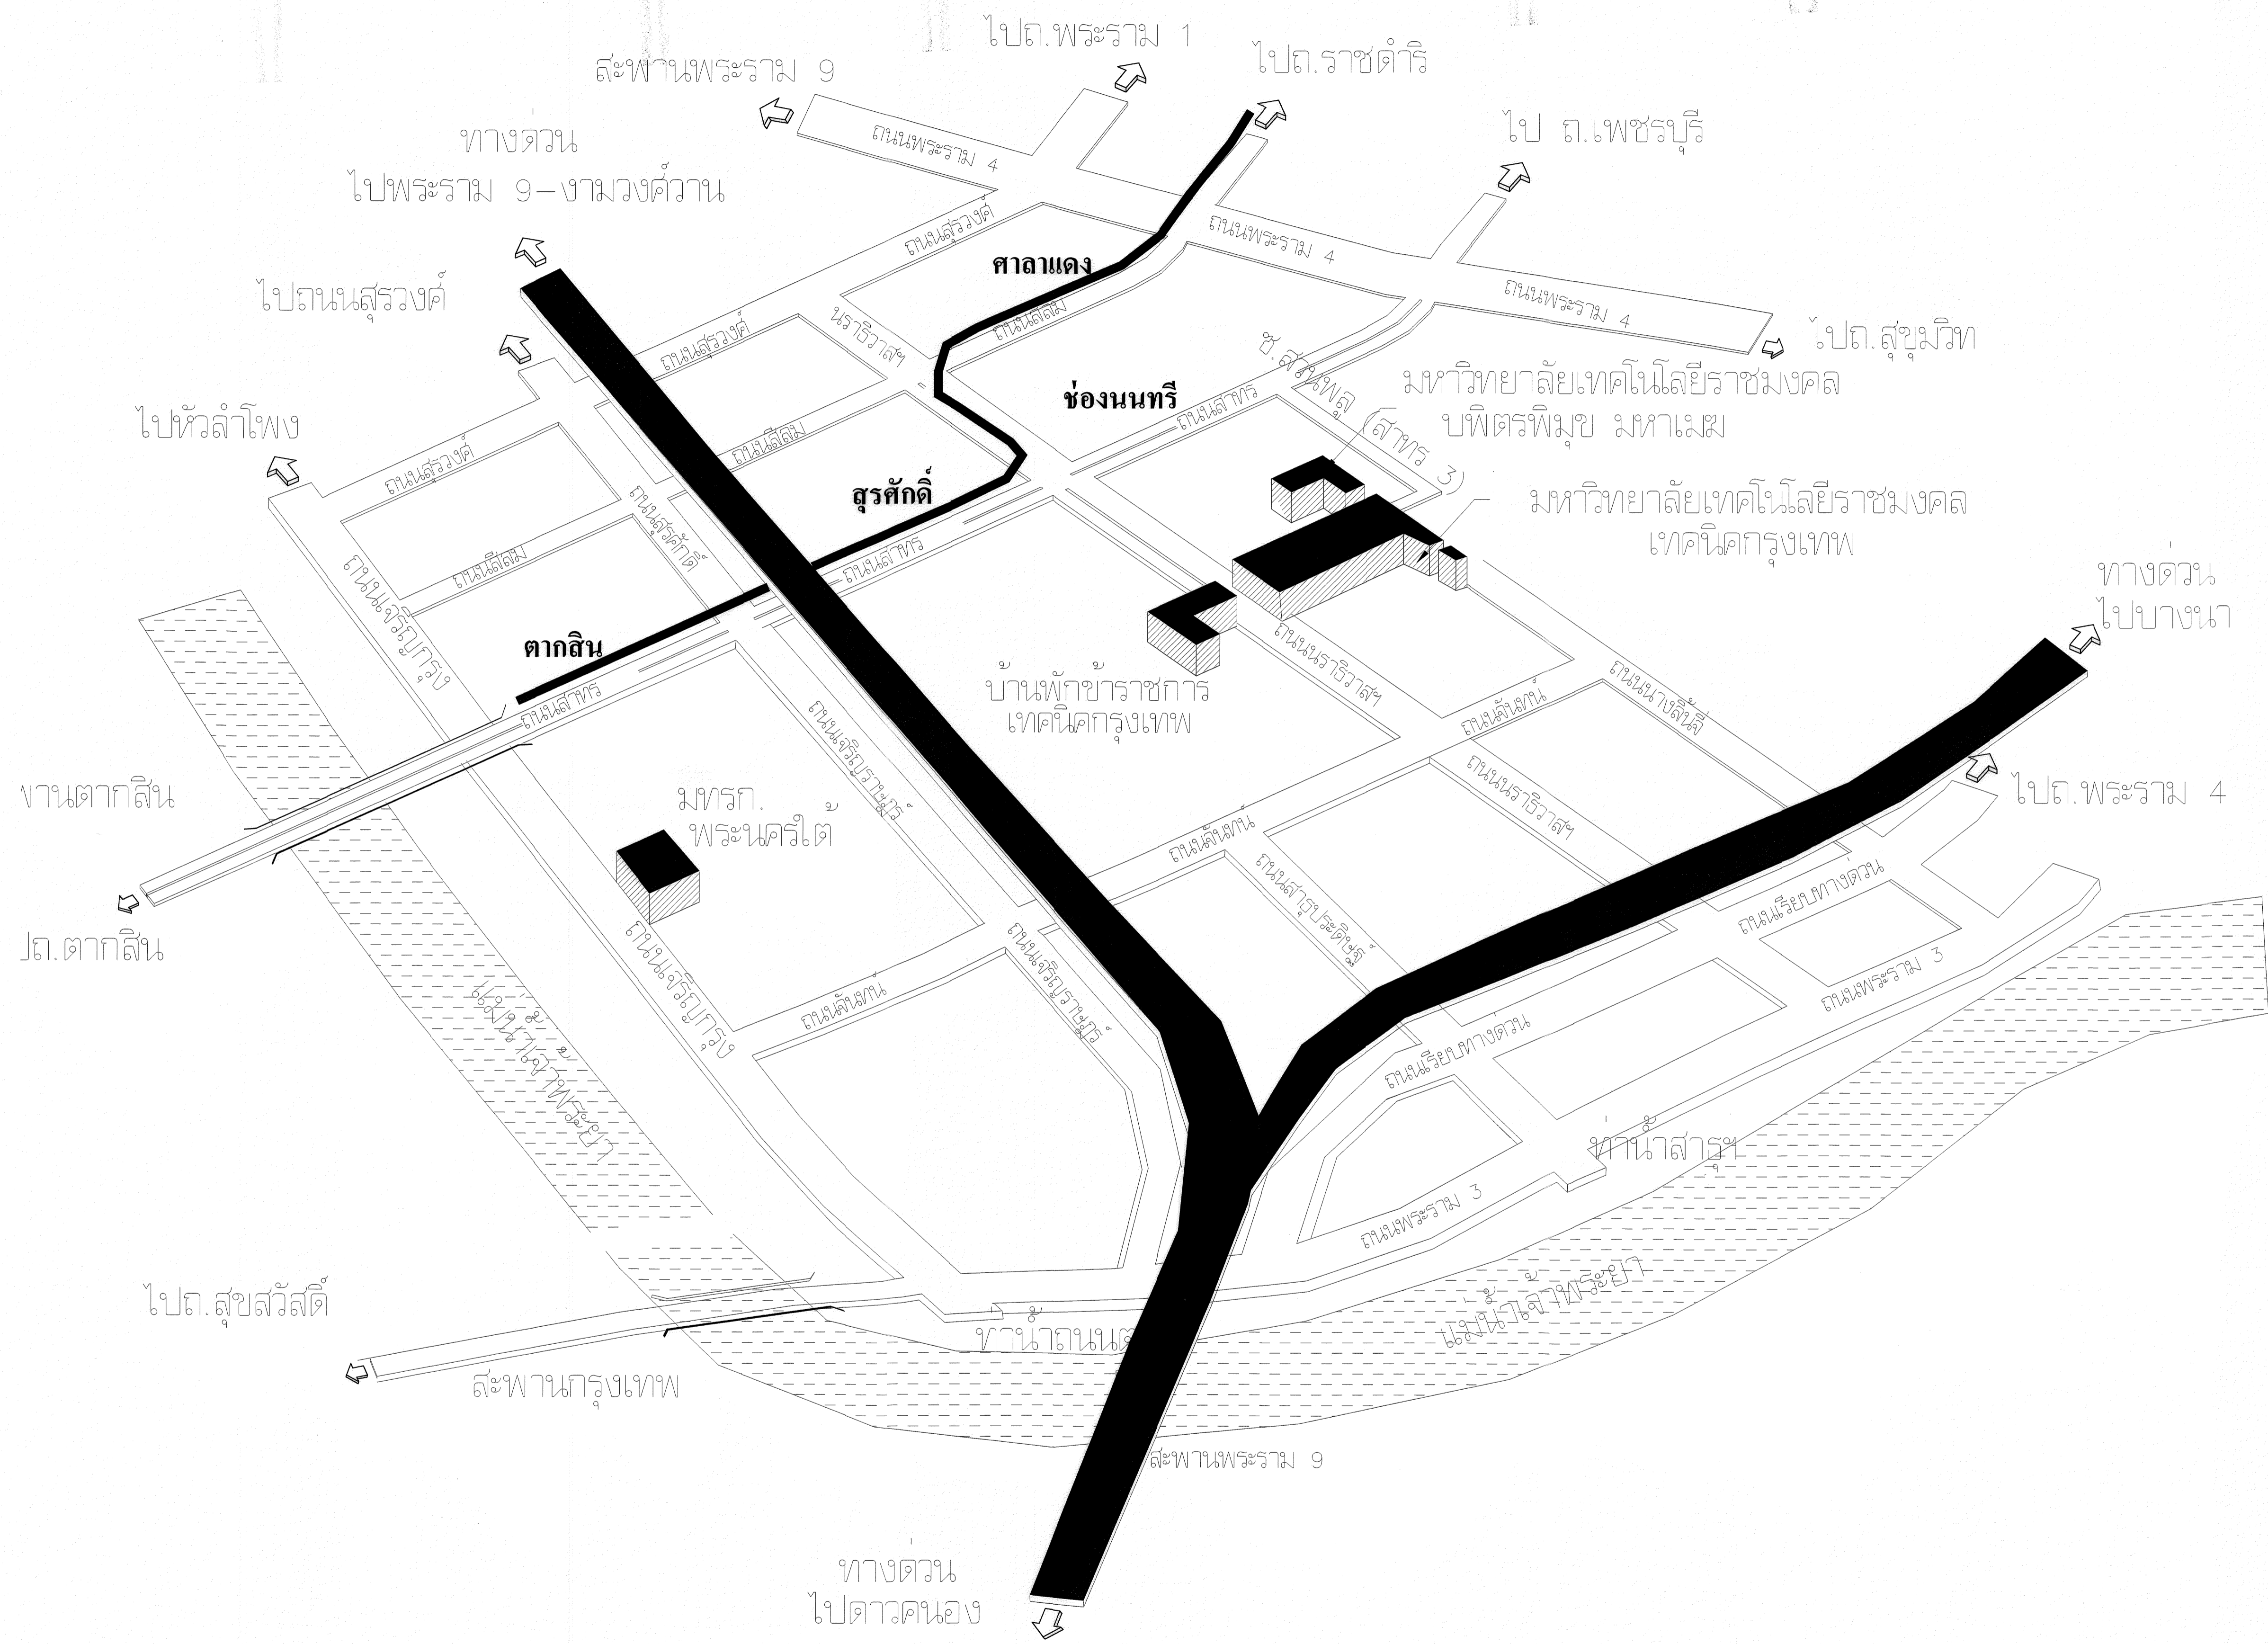 ไปถ.พระราม 1
ไปถ.ราชดำริ
สะพานพระราม 9
ไป ถ.เพชรบุรี
ทางด่วน
ไปพระราม 9-งามวงศ์วาน
ถนนพระราม 4
ถนนสุรวงศ์
ถนนพระราม 4
ศาลาแดง
ไปถนนสุรวงศ์
ถนนพระราม 4
ถนนสีลม
นราธิวาสฯ
ถนนสุรวงศ์
ไปถ.สุขุมวิท
ซ.สวนพลู (สาทร 3)
มหาวิทยาลัยเทคโนโลยีราชมงคล
บพิตรพิมุข มหาเมฆ
ช่องนนทรี
ถนนสาทร
ไปหัวลำโพง
ถนนสีลม
ถนนสุรวงศ์
สุรศักดิ์
มหาวิทยาลัยเทคโนโลยีราชมงคล
เทคนิคกรุงเทพ
ถนนสุรศักดิ์
ถนนสาทร
ถนนสีลม
ถนนเจริญกรุง
ทางด่วน
ไปบางนา
ตากสิน
ถนนสาทร
บ้านพักข้าราชการ
เทคนิคกรุงเทพ
ถนนนราธิวาสฯ
ถนนจันทน์
ถนนนางลิ้นจี่
ถนนเจริญราษฎร์
ถนนนราธิวาสฯ
พานตากสิน
มทรก.
พระนครใต้
ไปถ.พระราม 4
ถนนจันทน์
ถนนสาธุประดิษฐ์
ถนนเรียบทางด่วน
ปถ.ตากสิน
ถนนเจริญกรุง
ถนนเจริญราษฎร์
ถนนจันทน์
ถนนพระราม 3
แม่น้ำเจ้าพระยา
ถนนเรียบทางด่วน
ท่าน้ำสาธุฯ
ถนนพระราม 3
แม่น้ำเจ้าพระยา
ไปถ.สุขสวัสดิ์
ท่าน้ำถนนต
สะพานกรุงเทพ
สะพานพระราม 9
ทางด่วน
ไปดาวคนอง